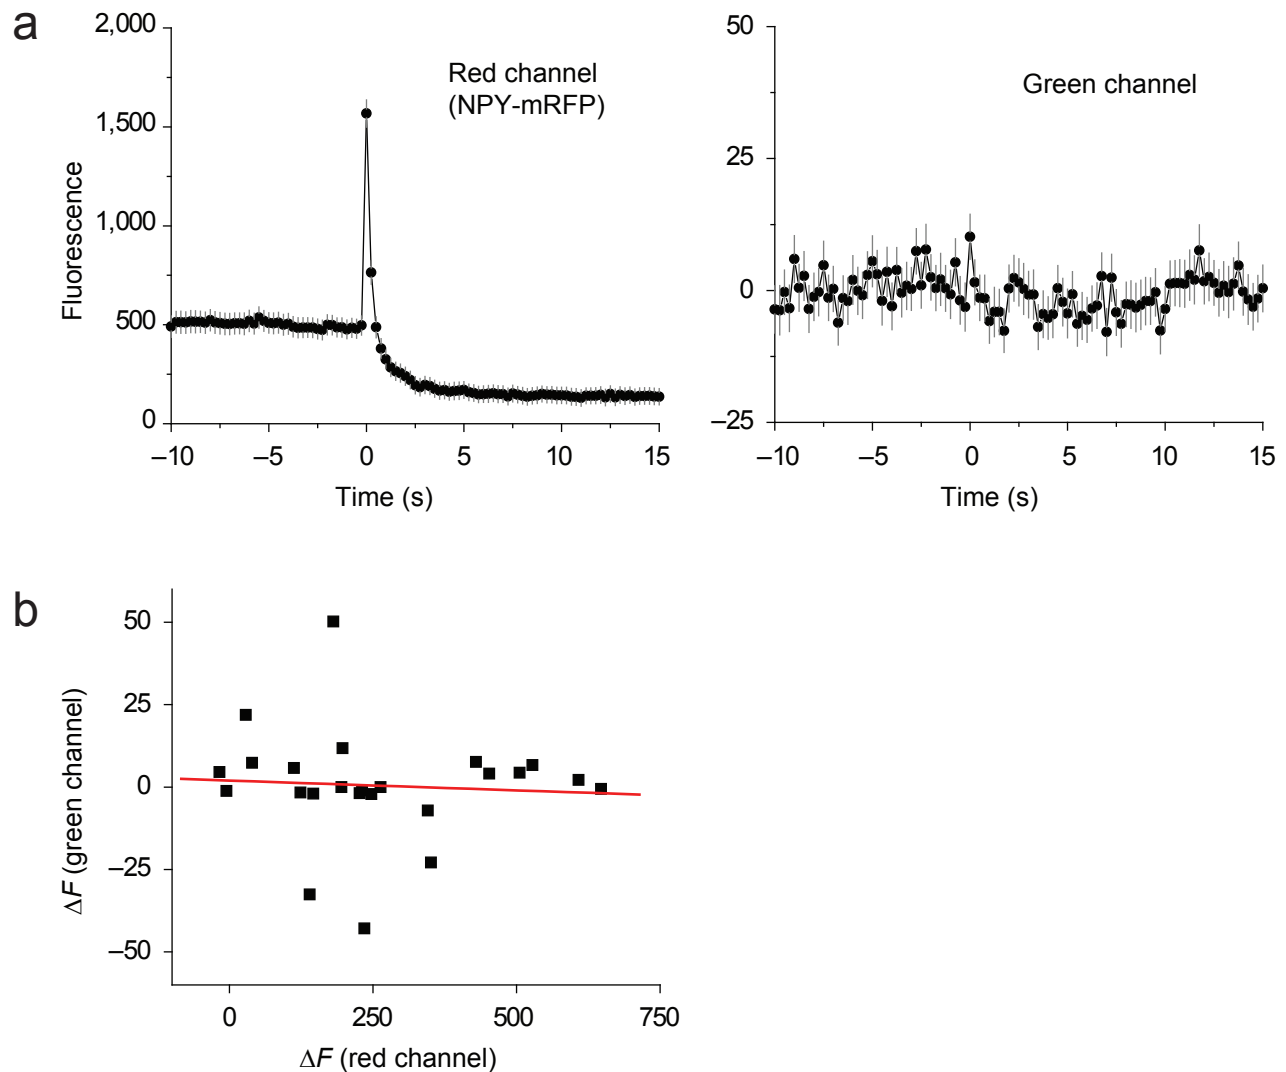 a
2,000
1,500
1,000
500
0
Fluorescence
–10 –5 0 5 10 15
Time (s)
Red channel
(NPY-mRFP)
50
25
0
–25
–10 –5 0 5 10 15
Time (s)
Green channel
b
50
25
0
–25
–50
ΔF (green channel)
0 250 500 750
ΔF (red channel)